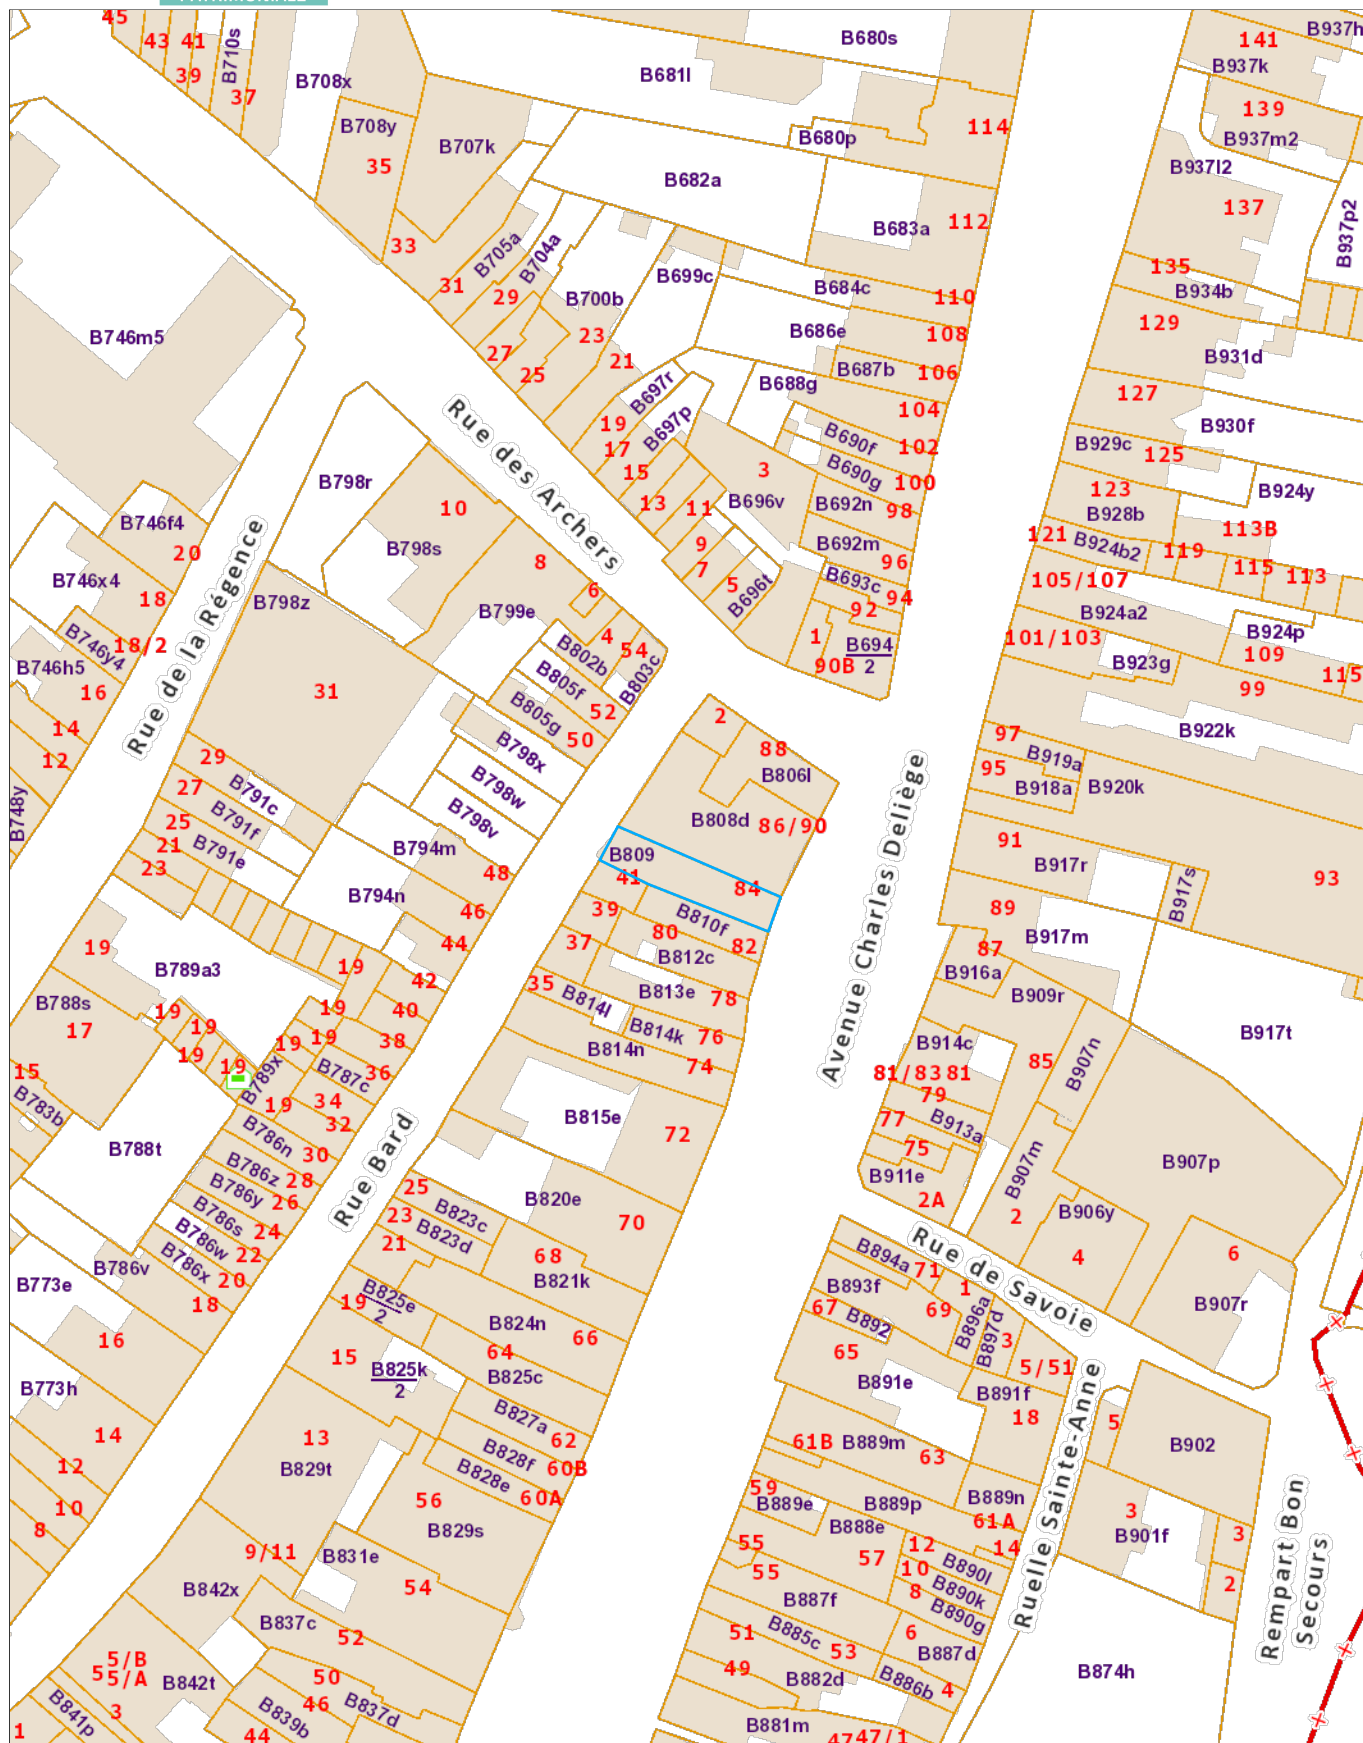 45
43
41
39
B710s
37
B708x
B708y
35
B707k
33
B680s
B681l
B680p
114
B682a
B683a
112
B937h
141
B937k
139
B937m2
B937l2
137
B937p2
135
B934b
129
B931d
127
B930f
B929c
125
B924y
123
B928b
121
B924b2
119
113B
115
113
105/107
B924a2
101/103
B924p
109
B923g
115
99
B922k
97
B919a
95
B918a
B920k
91
B917r
B917s
93
89
87
B917m
B916a
B909r
B917t
B914c
85
B907n
81/83
81
79
77
B913a
75
B911e
2A
B907m
2
B907p
B906y
4
6
B907r
31
B705a
B704a
29
27
25
B700b
23
21
B699c
B684c
110
B686e
108
B687b
106
B688g
104
B690f
102
B690g
100
B692n
98
B692m
96
B693c
94
92
B694
2
90B
1
B697r
B697p
19
17
15
13
11
9
7
5
3
B696v
B696t
Rue des Archers
B746m5
B746f4
20
B746x4
18
18/2
B746y4
B746h5
16
14
12
B748y
Rue de la Régence
B798r
B798s
10
8
6
4
54
B799e
B798z
B802b
B803c
B805f
52
B805g
50
B798x
B798w
B798v
31
29
B791c
27
B791f
25
21
B791e
23
B794m
48
B794n
46
44
42
40
38
36
34
32
2
88
B806l
B808d
86/90
B809
41
84
39
B810f
80
82
37
B812c
35
B813e
78
B814l
B814k
76
B814n
74
B815e
72
Avenue Charles Deliège
19
B789a3
B788s
17
19
19
19
19
19
19
19
19
B789x
19
B787c
15
B783b
B788t
B786n
30
B786z
28
B786y
26
B786s
24
B786w
22
B786x
20
B786v
18
B773e
16
B773h
14
12
10
8
Rue Bard
25
B823c
23
B823d
21
B820e
70
68
B821k
B825e
2
19
B824n
66
64
15
B825k
2
B825c
B827a
62
13
B829t
B828f
60B
B828e
60A
56
B829s
9/11
B831e
54
B842x
B837c
52
5/B
5
5/A
B842t
3
50
46
B837d
B839b
44
B841p
1
Rue de Savoie
B894a
71
1
B893f
67
69
B892
B896a
B897d
3
65
5/51
B891e
B891f
18
61B
B889m
63
59
B889e
B889p
B889n
61A
B888e
55
55
57
12
14
B890l
10
B890k
8
B890g
B887f
51
B885c
53
6
B887d
49
B882d
B886b
4
B881m
47
47/1
Ruelle Sainte-Anne
5
B902
3
B901f
3
2
B874h
Rempart Bon
Secours